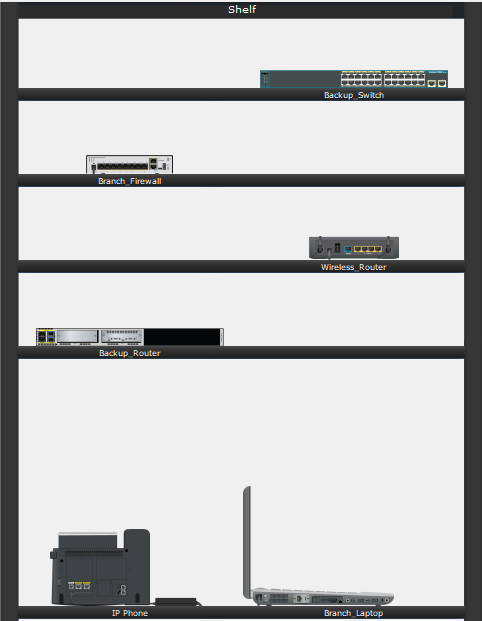 Shelf
Backup_Switch
Branch_Firewall
Wireless_Router
Backup_Router
IP Phone
Branch_Laptop